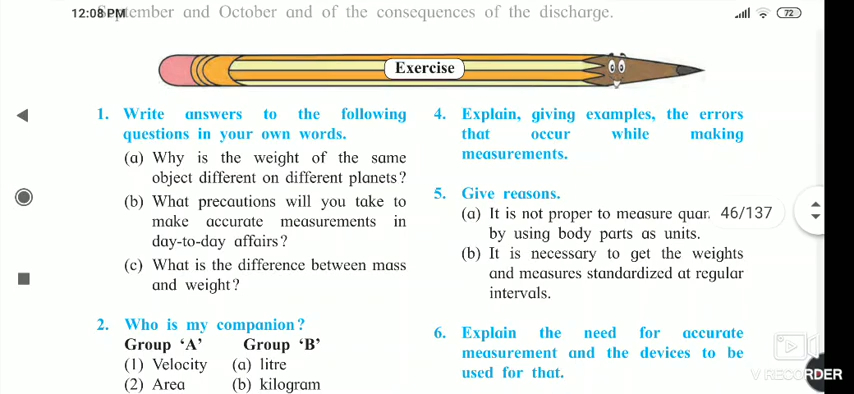 12:08 PM
tember and October and of the consequences of the discharge.
72
Exercise
1. Write answers to the following
questions in your own words.
(a) Why is the weight of the same
object different on different planets?
(b) What precautions will you take to
make accurate measurements in
day-to-day affairs?
(c) What is the difference between mass
and weight?
2. Who is my companion?
Group ‘A’ Group ‘B’
(1) Velocity (a) litre
(2) Area (b) kilogram
4. Explain, giving examples, the errors
that occur while making
measurements.
5. Give reasons.
(a) It is not proper to measure
by using body parts as units.
(b) It is necessary to get the weights
and measures standardized at regular
intervals.
6. Explain the need for accurate
measurement and the devices to be
used for that.
46/137
V RECORDER